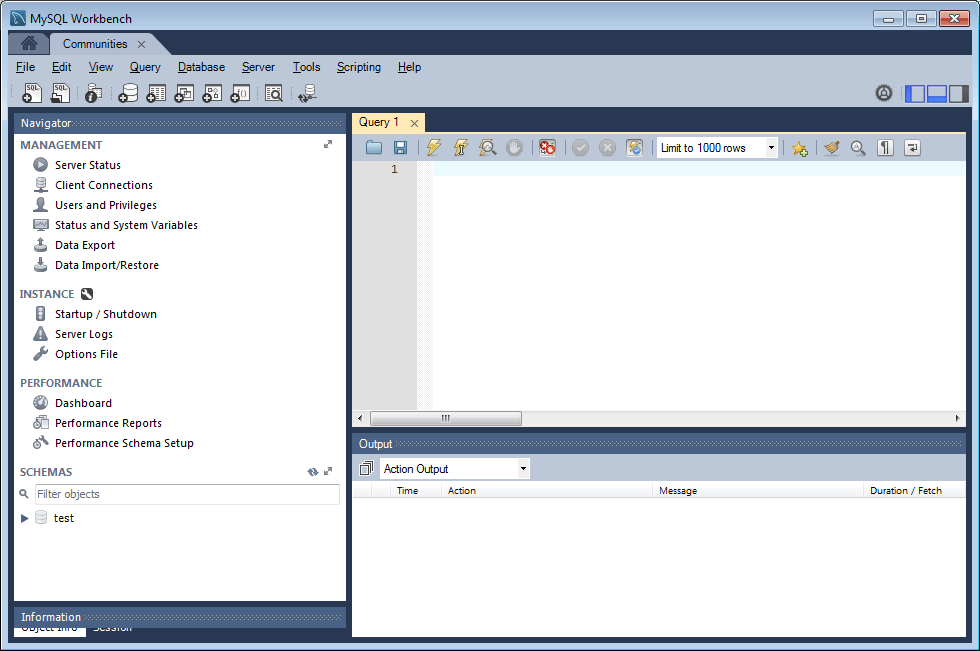 MySQL Workbench
Communities
File Edit View Query Database Server Tools Scripting Help
SQL SQL
Navigator
MANAGEMENT
Server Status
Client Connections
Users and Privileges
Status and System Variables
Data Export
Data Import/Restore
INSTANCE
Startup / Shutdown
Server Logs
Options File
PERFORMANCE
Dashboard
Performance Reports
Performance Schema Setup
SCHEMAS
Filter objects
test
Information
Object Info Session
Query 1
Limit to 1000 rows
1
Output
Action Output
Time Action Message Duration / Fetch